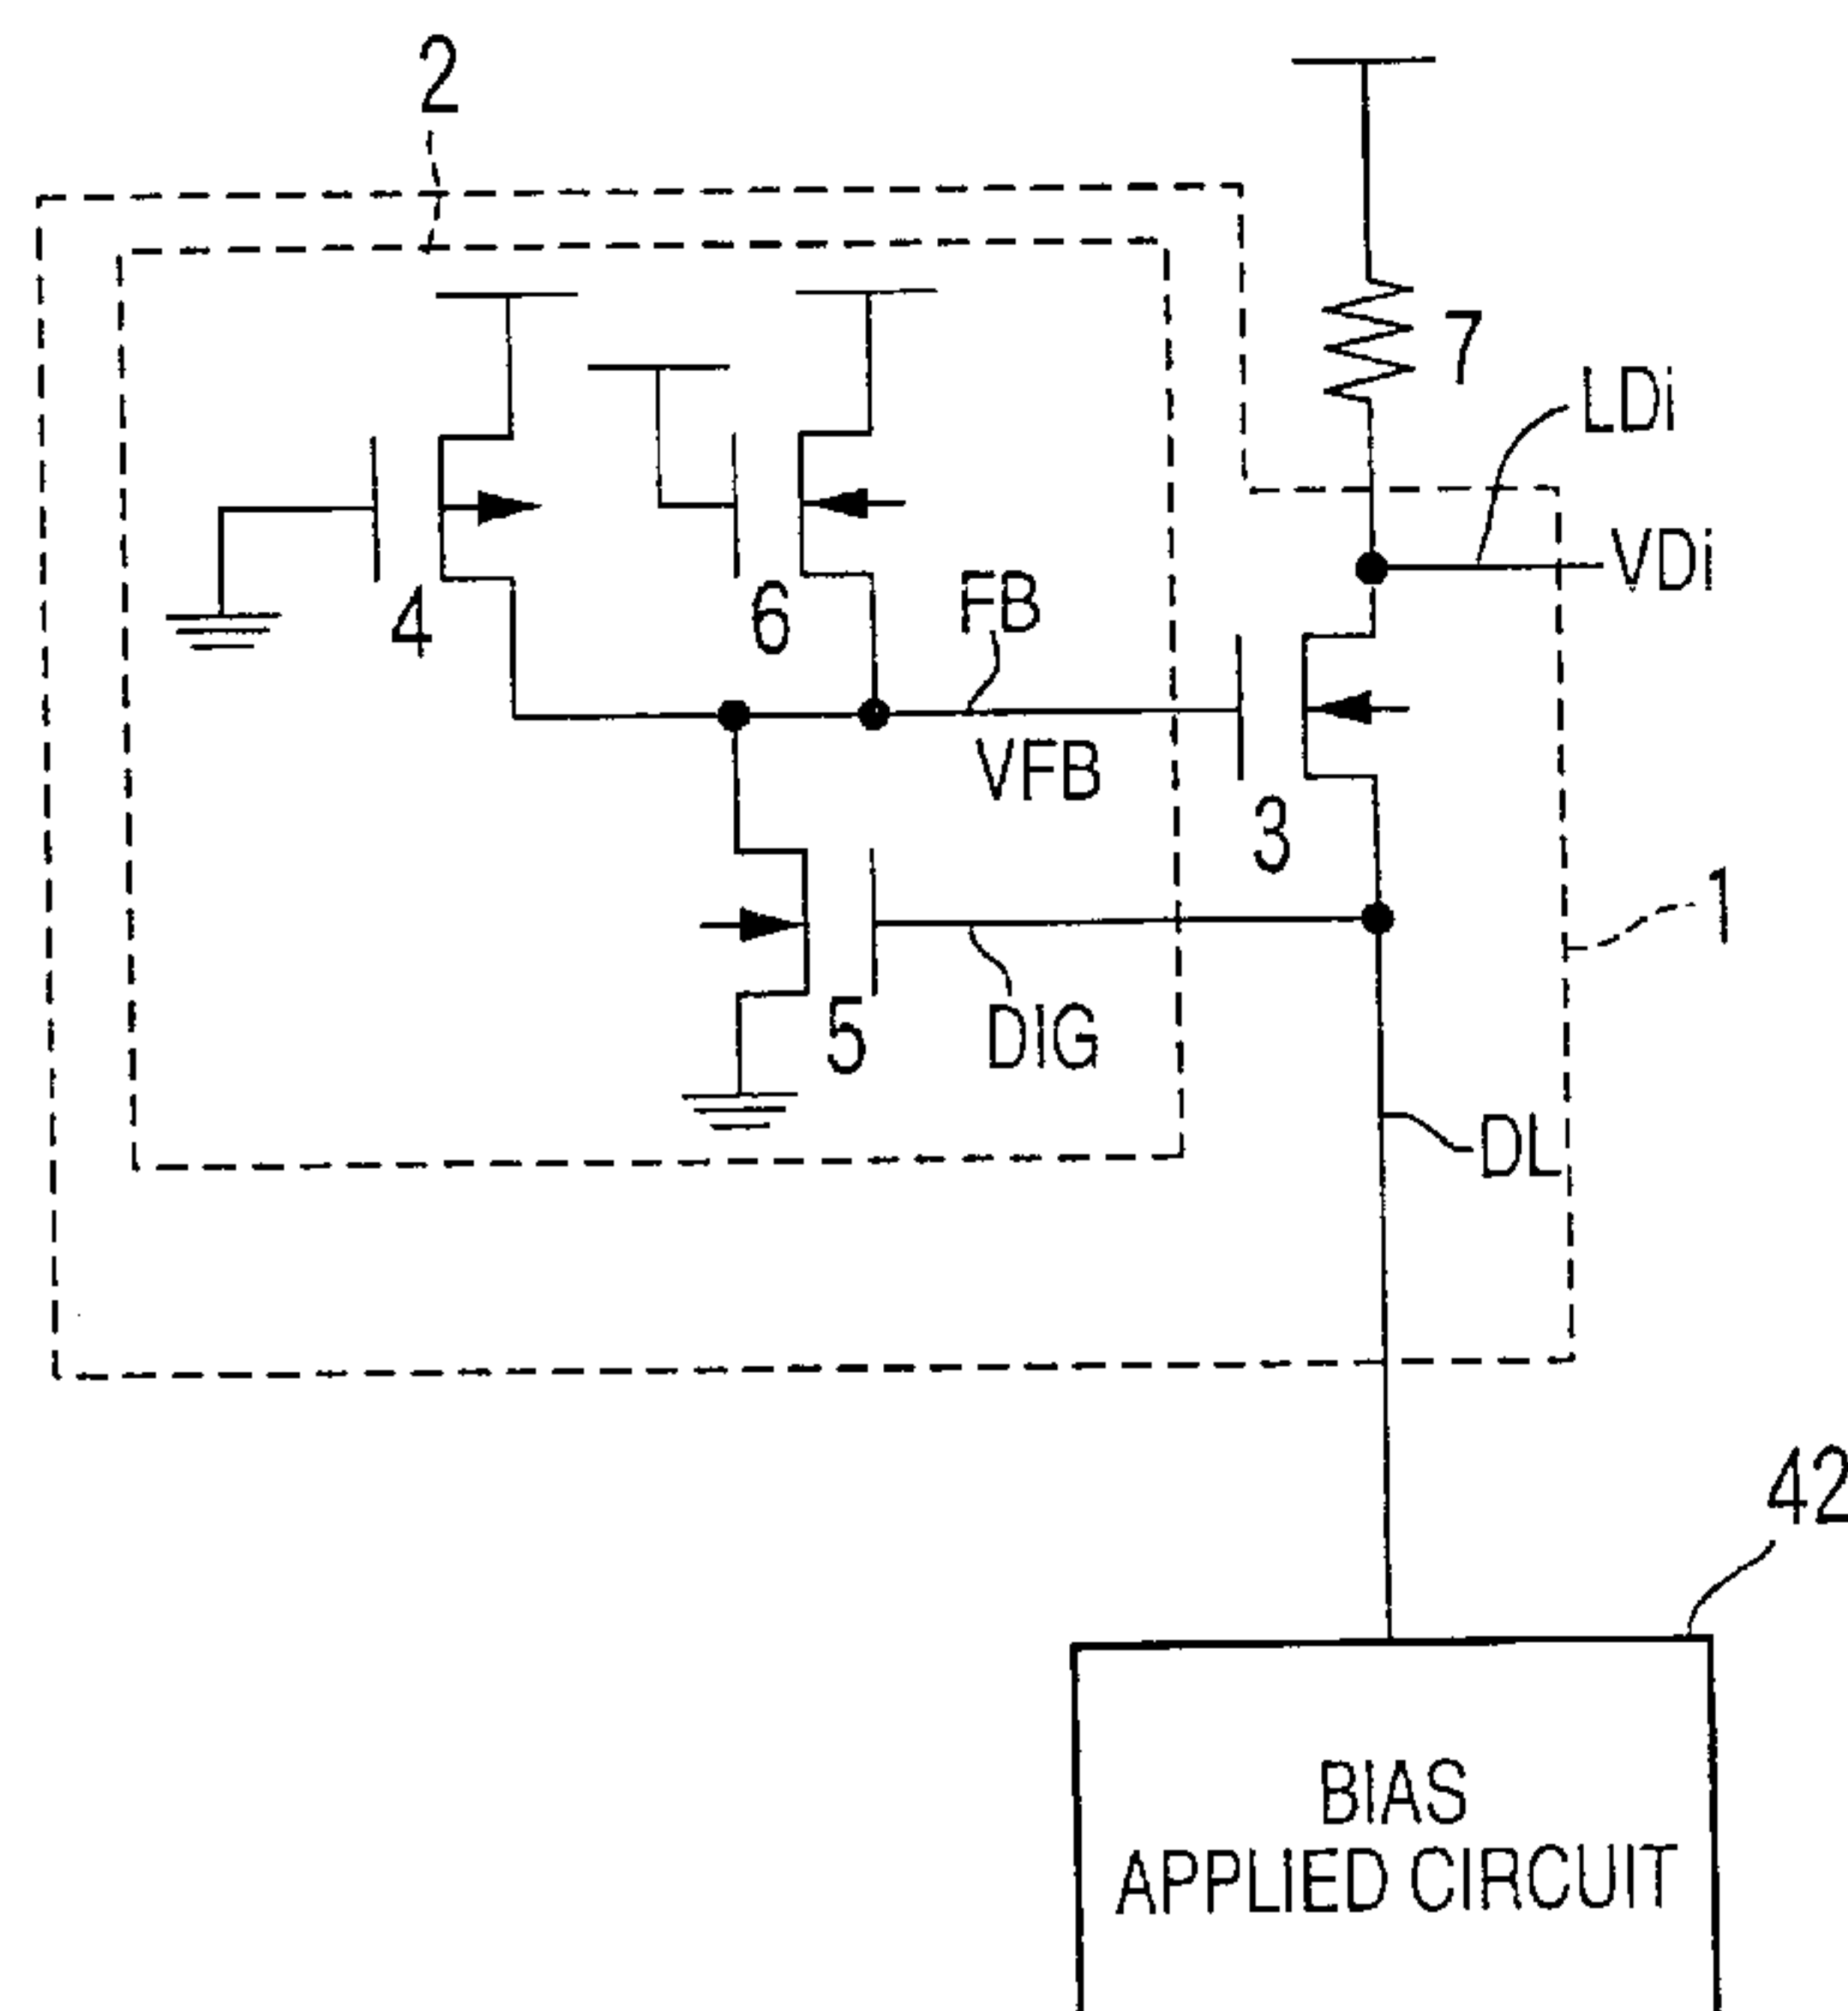 2
7
LDi
VDi
4
6
FB
VFB
3
1
5
DiG
DL
42
BIAS
APPLIED CIRCUIT